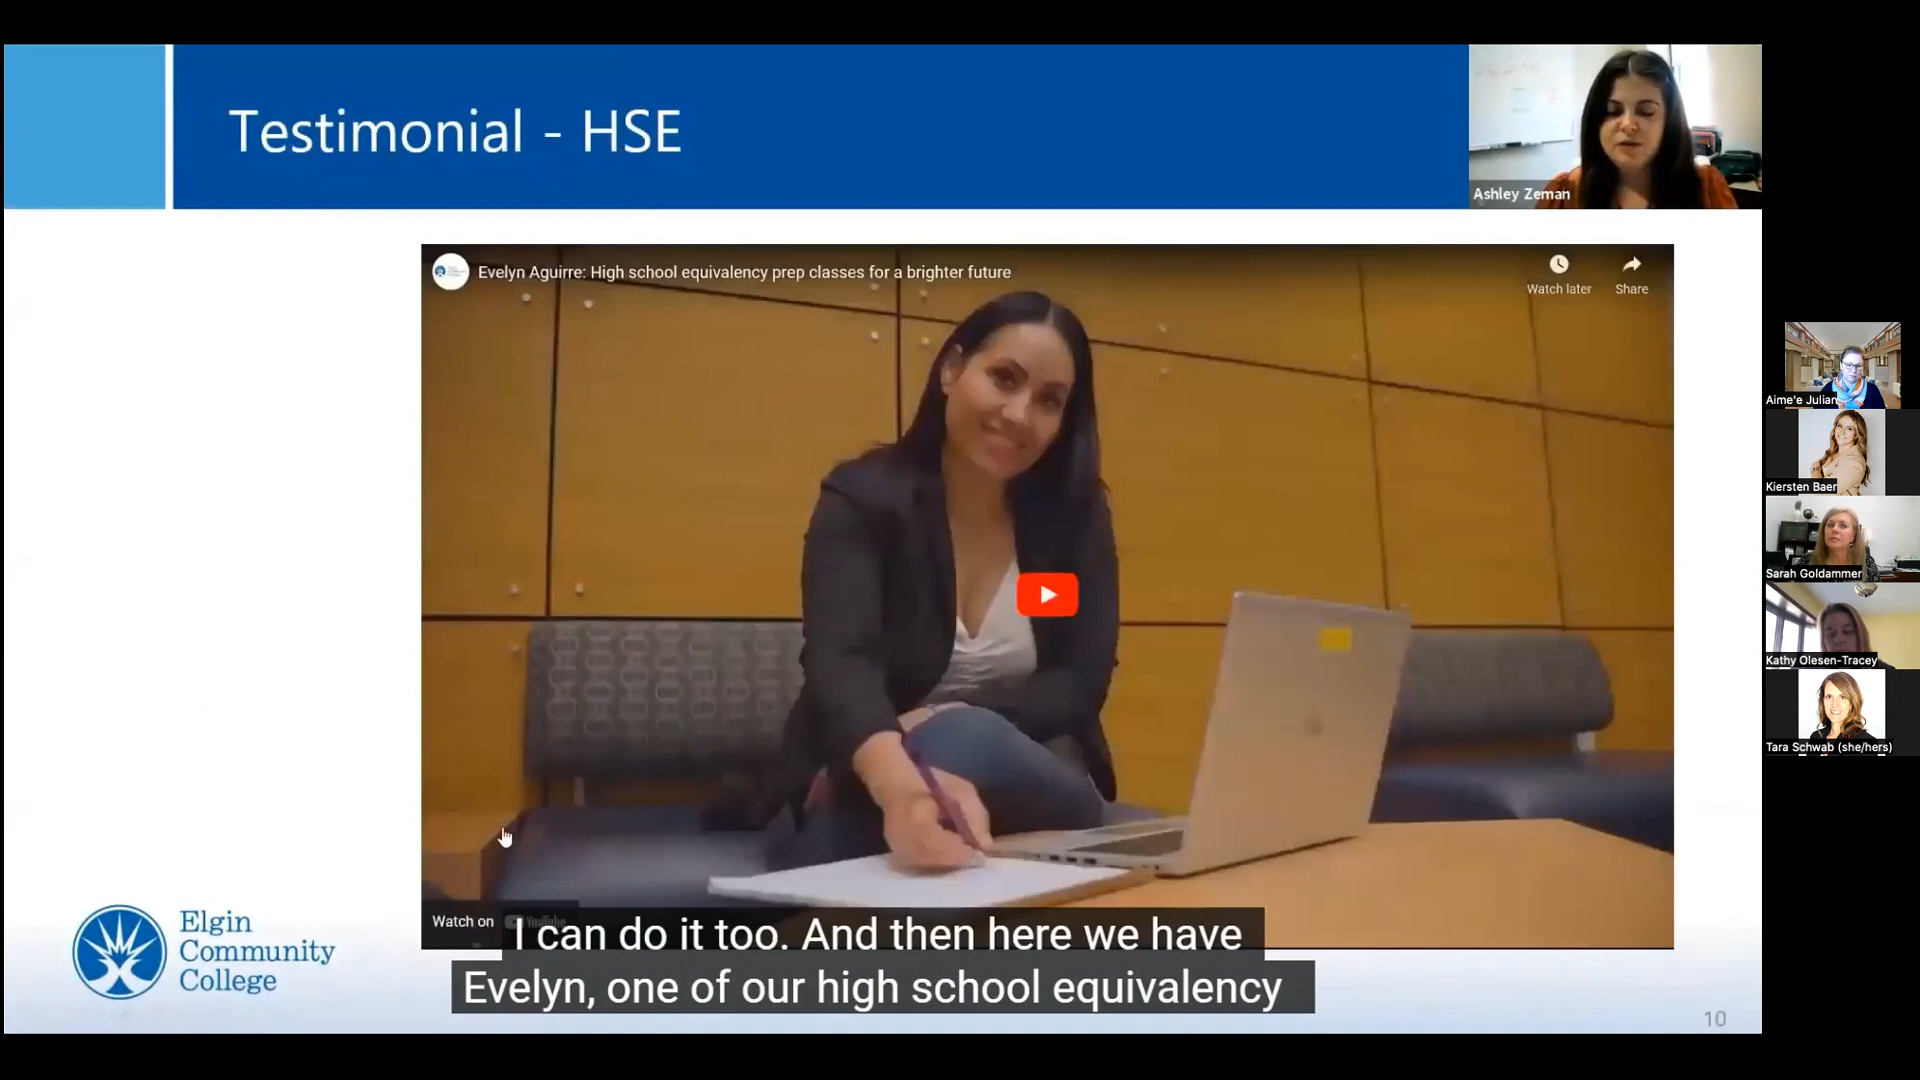 Testimonial - HSE
Ashley Zeman
Evelyn Aguirre: High school equivalency prep classes for a brighter future
Watch later
Share
Aime'e Julian
Kiersten Baer
Sarah Goldammer
Kathy Olesen-Tracey
Tara Schwab (she/hers)
Watch on YouTube
I can do it too. And then here we have
Evelyn, one of our high school equivalency
Elgin
Community
College
10